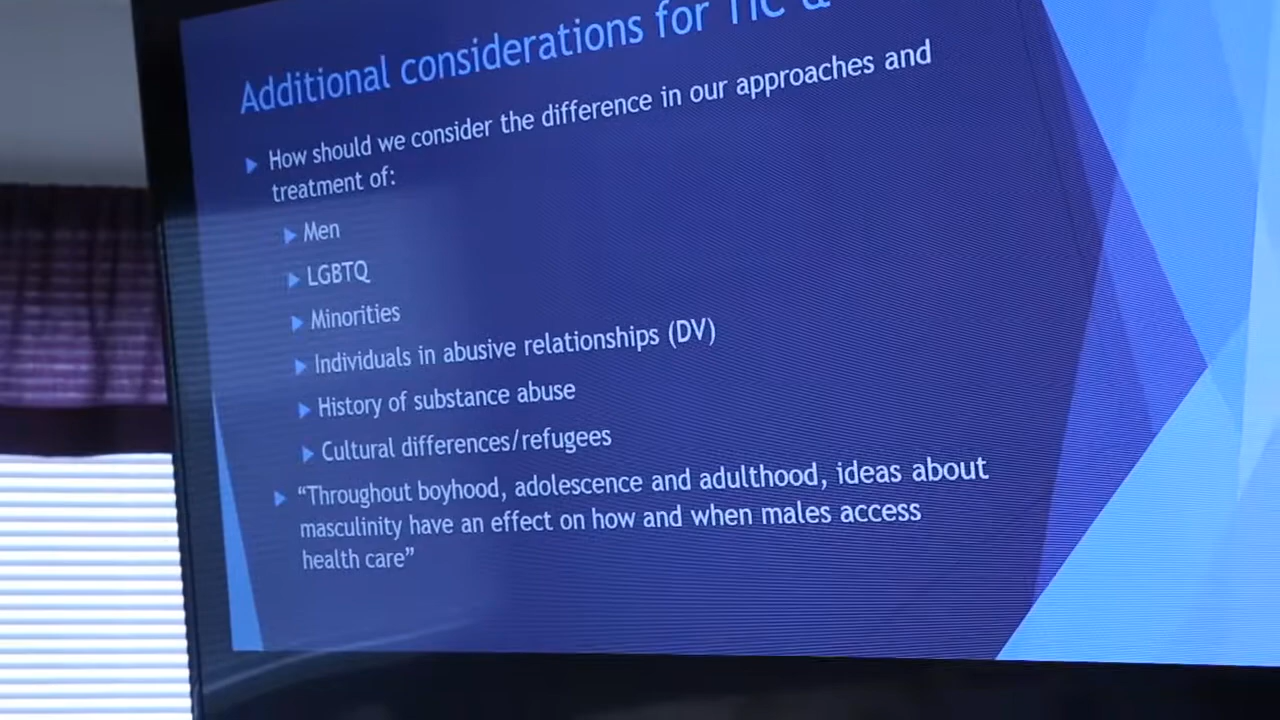 Additional considerations for TIC &
How should we consider the difference in our approaches and
treatment of:
Men
LGBTQ
Minorities
Individuals in abusive relationships (DV)
History of substance abuse
Cultural differences/refugees
“Throughout boyhood, adolescence and adulthood, ideas about
masculinity have an effect on how and when males access
health care”